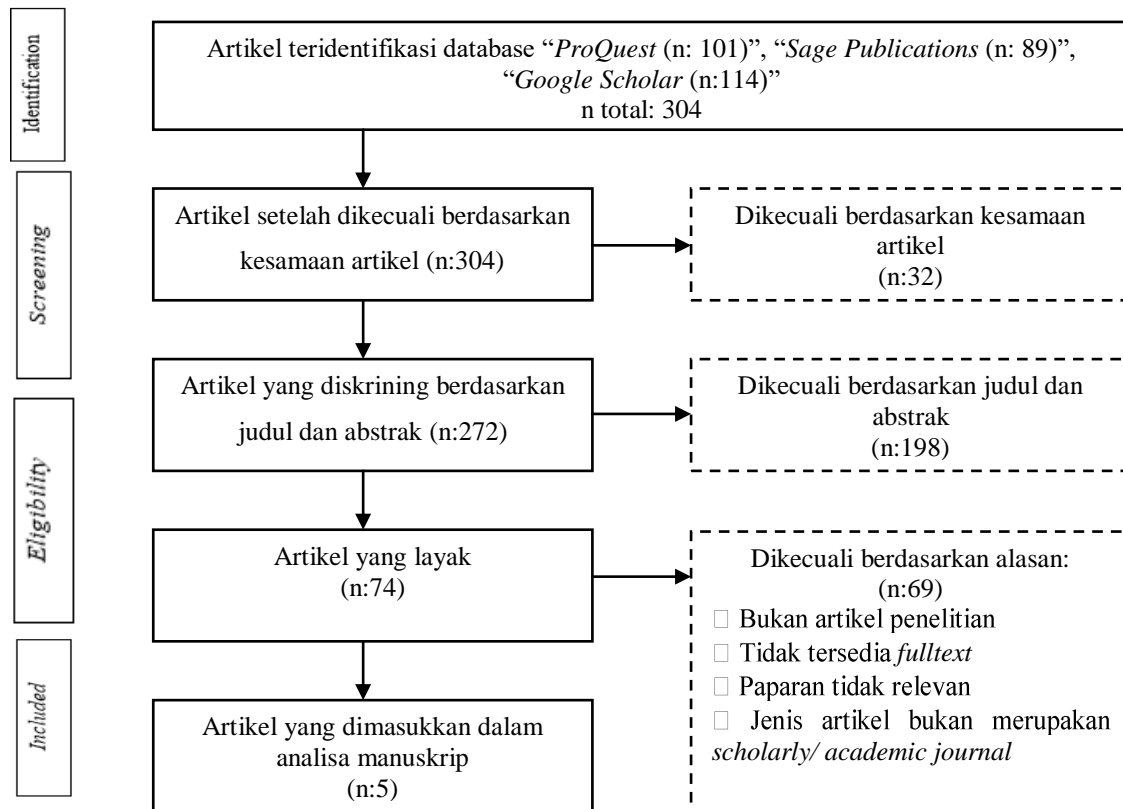 Identification
Artikel teridentifikasi database “ProQuest (n: 101)”, “Sage Publications (n: 89)”,
“Google Scholar (n:114)”
n total: 304
Screening
Artikel setelah dikecuali berdasarkan
kesamaan artikel (n:304)
Dikecuali berdasarkan kesamaan
artikel
(n:32)
Artikel yang diskrining berdasarkan
judul dan abstrak (n:272)
Dikecuali berdasarkan judul dan
abstrak
(n:198)
Eligibility
Artikel yang layak
(n:74)
Dikecuali berdasarkan alasan:
(n:69)
□ Bukan artikel penelitian
□ Tidak tersedia fulltext
□ Paparan tidak relevan
□ Jenis artikel bukan merupakan
scholarly/ academic journal
Included
Artikel yang dimasukkan dalam
analisa manuskrip
(n:5)